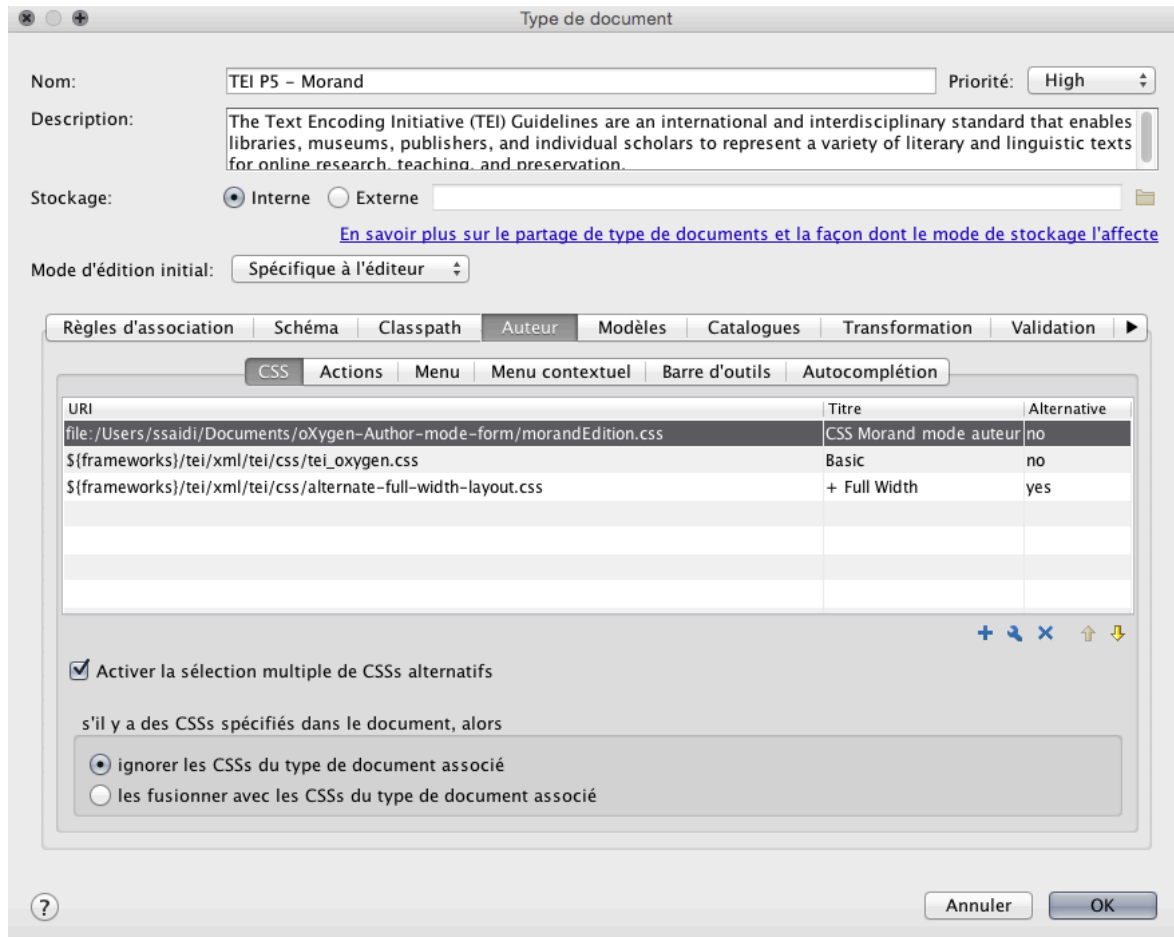 Type de document
Nom: TEI P5 – Morand Priorité: High
Description: The Text Encoding Initiative (TEI) Guidelines are an international and interdisciplinary standard that enables
libraries, museums, publishers, and individual scholars to represent a variety of literary and linguistic texts
for online research, teaching, and preservation.
Stockage: Interne Externe
En savoir plus sur le partage de type de documents et la façon dont le mode de stockage l'affecte
Mode d'édition initial: Spécifique à l'éditeur
Règles d'association Schéma Classpath Auteur Modèles Catalogues Transformation Validation
CSS Actions Menu Menu contextuel Barre d'outils Autocomplétion
URI Titre Alternative
file:/Users/ssaidi/Documents/oXygen-Author-mode-form/morandEdition.css CSS Morand mode auteur no
${frameworks}/tei/xml/tei/css/tei_oxygen.css Basic no
${frameworks}/tei/xml/tei/css/alternate-full-width-layout.css + Full Width yes
Activer la sélection multiple de CSSs alternatifs
s'il y a des CSSs spécifiés dans le document, alors
ignorer les CSSs du type de document associé
les fusionner avec les CSSs du type de document associé
? Annuler OK